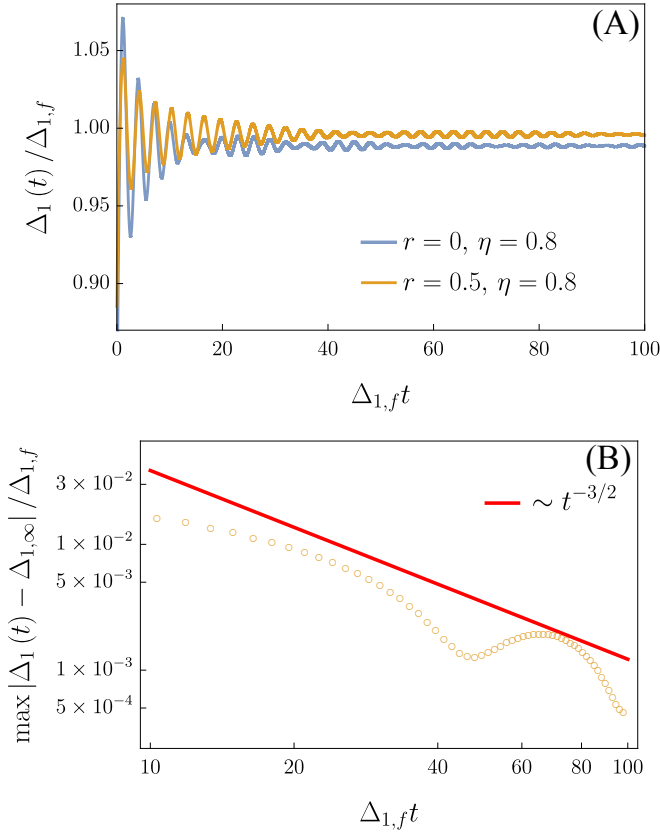 (A)
Δ₁(t)/Δ₁,f
1.05
1.00
0.95
0.90
r = 0, η = 0.8
r = 0.5, η = 0.8
0 20 40 60 80 100
Δ₁,f t
(B)
max |Δ₁(t) − Δ₁,∞| /Δ₁,f
3 × 10⁻²
1 × 10⁻²
5 × 10⁻³
1 × 10⁻³
5 × 10⁻⁴
∼ t⁻³/²
10 20 40 60 80 100
Δ₁,f t